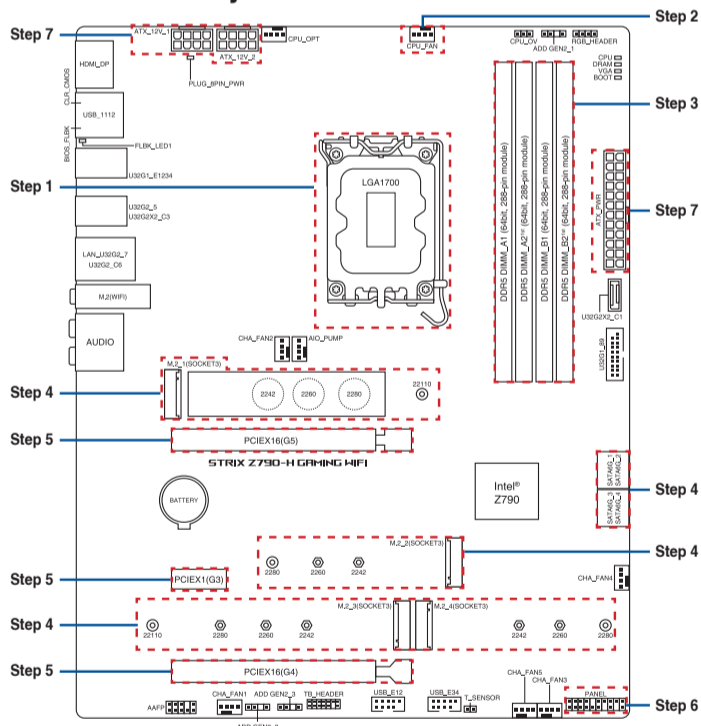 Step 2
Step 7
ATX_12V_1
ATX_12V_2
CPU_OPT
CPU_FAN
CPU_OV
ADD GEN2_1
RGB_HEADER
PLUG_8PIN_PWR
HDMI_DP
CPU
DRAM
VGA
BOOT
CLR_CMOS
USB_1112
Step 3
BIOS_FLBK
FLBK_LED1
U32G1_E1234
Step 1
LGA1700
DDR5 DIMM_A1 (64bit, 288-pin module)
DDR5 DIMM_A2* (64bit, 288-pin module)
DDR5 DIMM_B1 (64bit, 288-pin module)
DDR5 DIMM_B2* (64bit, 288-pin module)
ATX_PWR
Step 7
U32G2_5
U32G2X2_C3
LAN_U32G2_7
U32G2_C6
M.2(WIFI)
U32G2X2_C1
AUDIO
CHA_FAN2
AIO_PUMP
U32G1_89
M.2_1(SOCKET3)
Step 4
2242
2260
2280
22110
Step 5
PCIEX16(G5)
STRIX Z790-H GAMING WIFI
BATTERY
Intel®
Z790
SATA6G_1
SATA6G_2
SATA6G_3
SATA6G_4
Step 4
M.2_2(SOCKET3)
Step 4
2280
2260
2242
Step 5
PCIEX1(G3)
CHA_FAN4
Step 4
M.2_3(SOCKET3)
M.2_4(SOCKET3)
22110
2280
2260
2242
2242
2260
2280
Step 5
PCIEX16(G4)
AAFP
CHA_FAN1
ADD GEN2_3
TB_HEADER
USB_E12
USB_E34
T_SENSOR
CHA_FAN5
CHA_FAN3
PANEL
Step 6